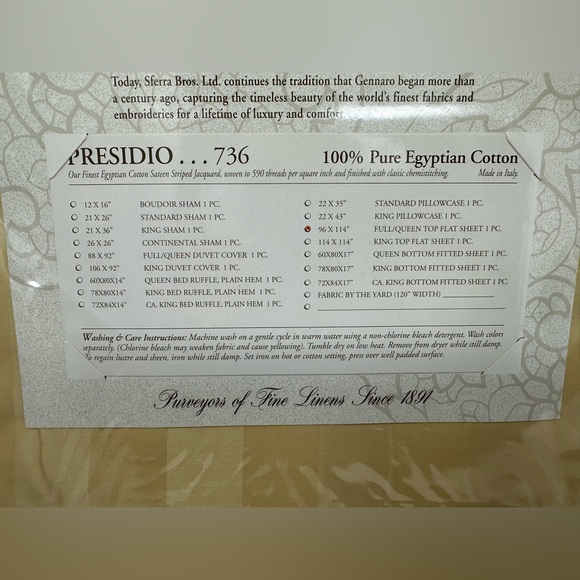 Today, Sferra Bros. Ltd. continues the tradition that Gennaro began more than
a century ago, capturing the timeless beauty of the world's finest fabrics and
embroideries for a lifetime of luxury and comfort
PRESIDIO . . . 736 100% Pure Egyptian Cotton
Our Finest Egyptian Cotton Sateen Striped Jacquard, woven to 590 threads per square inch and finished with classic chemistitching. Made in Italy.
12 X 16" BOUDOIR SHAM 1 PC.
21 X 26" STANDARD SHAM 1 PC.
21 X 36" KING SHAM 1 PC.
26 X 26" CONTINENTAL SHAM 1 PC.
88 X 92" FULL/QUEEN DUVET COVER 1 PC.
106 X 92" KING DUVET COVER 1 PC.
60X80X14" QUEEN BED RUFFLE, PLAIN HEM 1 PC.
78X80X14" KING BED RUFFLE, PLAIN HEM 1 PC.
72X84X14" CA. KING BED RUFFLE, PLAIN HEM 1 PC.
22 X 35" STANDARD PILLOWCASE 1 PC.
22 X 43" KING PILLOWCASE 1 PC.
96 X 114" FULL/QUEEN TOP FLAT SHEET 1 PC.
114 X 114" KING TOP FLAT SHEET 1 PC.
60X80X17" QUEEN BOTTOM FITTED SHEET 1 PC.
78X80X17" KING BOTTOM FITTED SHEET 1 PC.
72X84X17" CA. KING BOTTOM FITTED SHEET 1 PC.
FABRIC BY THE YARD (120" WIDTH)
Washing & Care Instructions: Machine wash on a gentle cycle in warm water using a non-chlorine bleach detergent. Wash colors
separately. (Chlorine bleach may weaken fabric and cause yellowing). Tumble dry on low heat. Remove from dryer while still damp.
To regain lustre and sheen, iron while still damp. Set iron on hot or cotton setting, press over well padded surface.
Purveyors of Fine Linens Since 1891